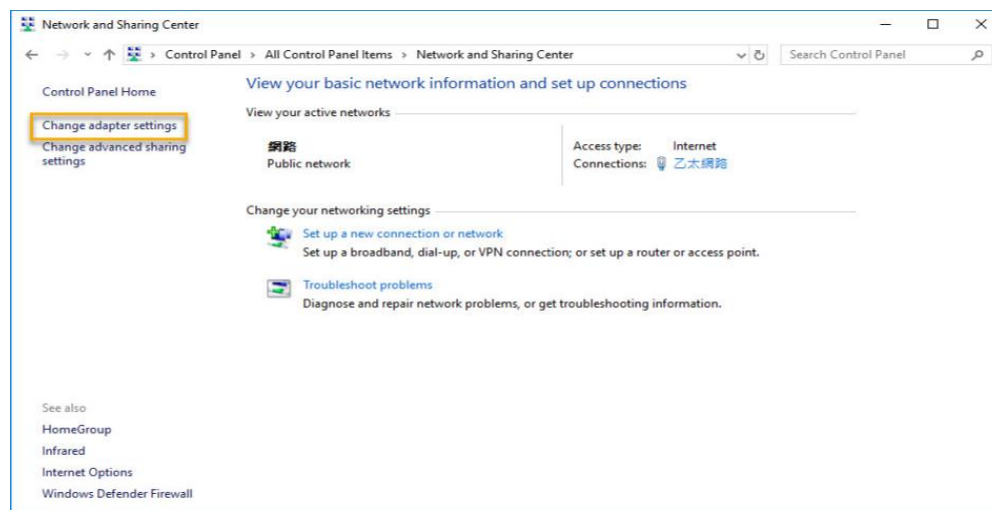 Network and Sharing Center
Control Panel > All Control Panel Items > Network and Sharing Center
Search Control Panel
Control Panel Home
Change adapter settings
Change advanced sharing
settings
View your basic network information and set up connections
View your active networks
網路
Public network
Access type: Internet
Connections: 乙太網路
Change your networking settings
Set up a new connection or network
Set up a broadband, dial-up, or VPN connection; or set up a router or access point.
Troubleshoot problems
Diagnose and repair network problems, or get troubleshooting information.
See also
HomeGroup
Infrared
Internet Options
Windows Defender Firewall